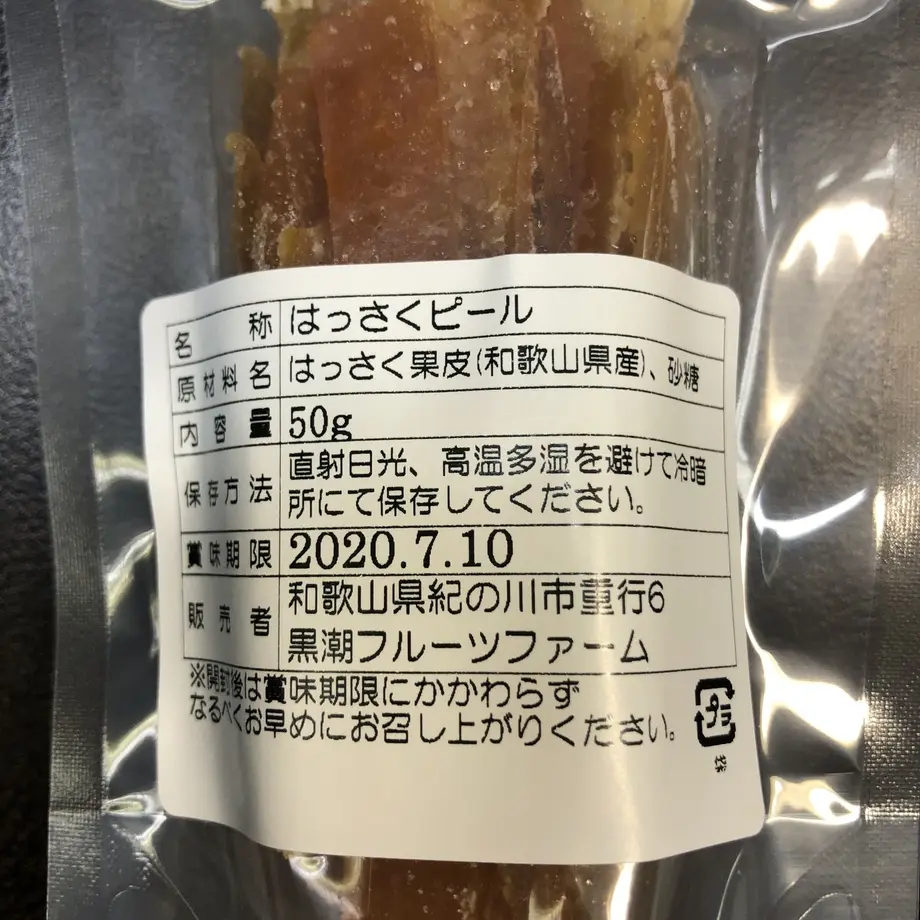 名称 はっさくピール
原材料名 はっさく果皮(和歌山県産)、砂糖
内容量 50g
保存方法 直射日光、高温多湿を避けて冷暗
所にて保存してください。
賞味期限 2020.7.10
販売者 和歌山県紀の川市重行6
黒潮フルーツファーム
※開封後は賞味期限にかかわらず
なるべくお早めにお召し上がりください。
プラ
袋